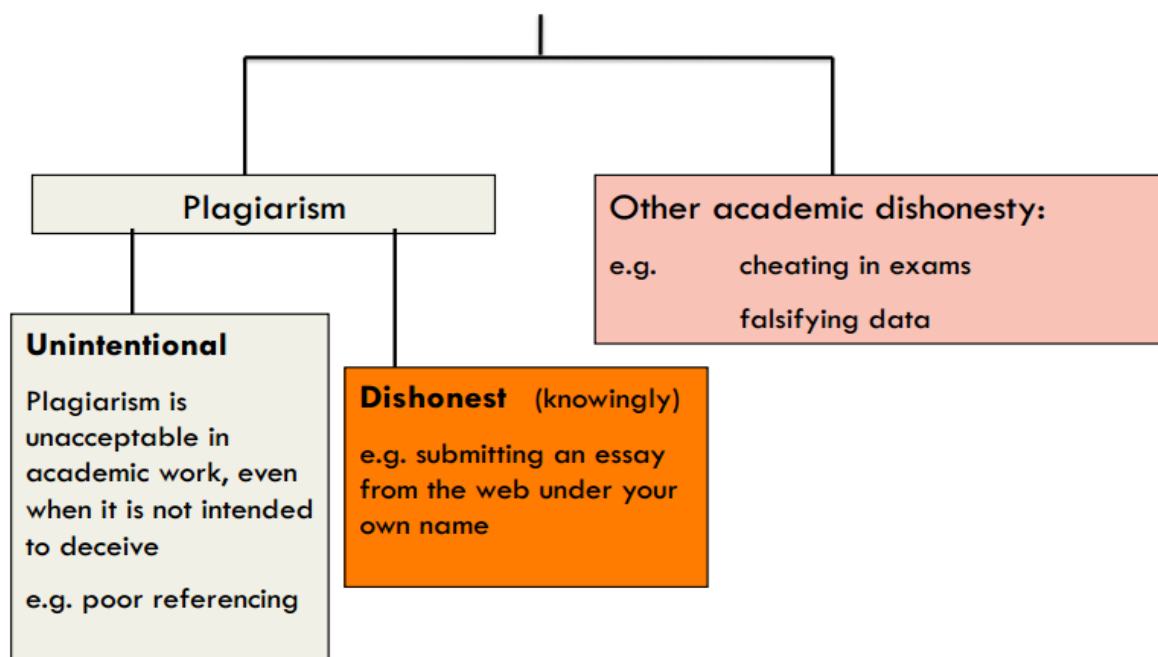 Plagiarism
Other academic dishonesty:
e.g. cheating in exams
falsifying data
Unintentional
Plagiarism is
unacceptable in
academic work, even
when it is not intended
to deceive
e.g. poor referencing
Dishonest (knowingly)
e.g. submitting an essay
from the web under your
own name